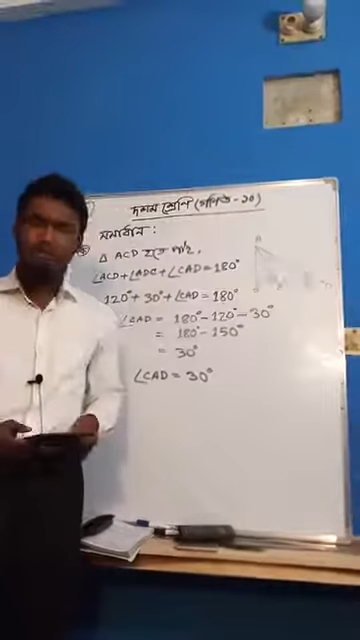 দশম শ্রেণি (গণিত-১০)
সমাধান:
Δ ACD হতে পাই,
∠ACD+∠ADC+∠CAD=180°
120°+30°+∠CAD=180°
∠CAD = 180°-120°-30°
= 180°-150°
= 30°
∠CAD = 30°
A